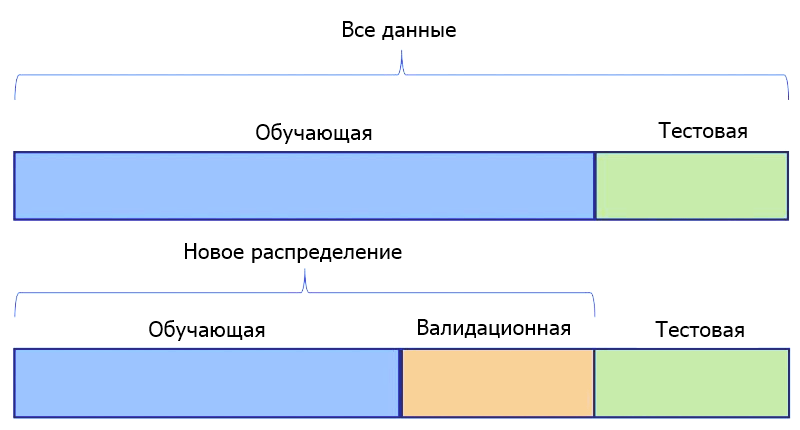 Все данные
Обучающая
Тестовая
Новое распределение
Обучающая
Валидационная
Тестовая